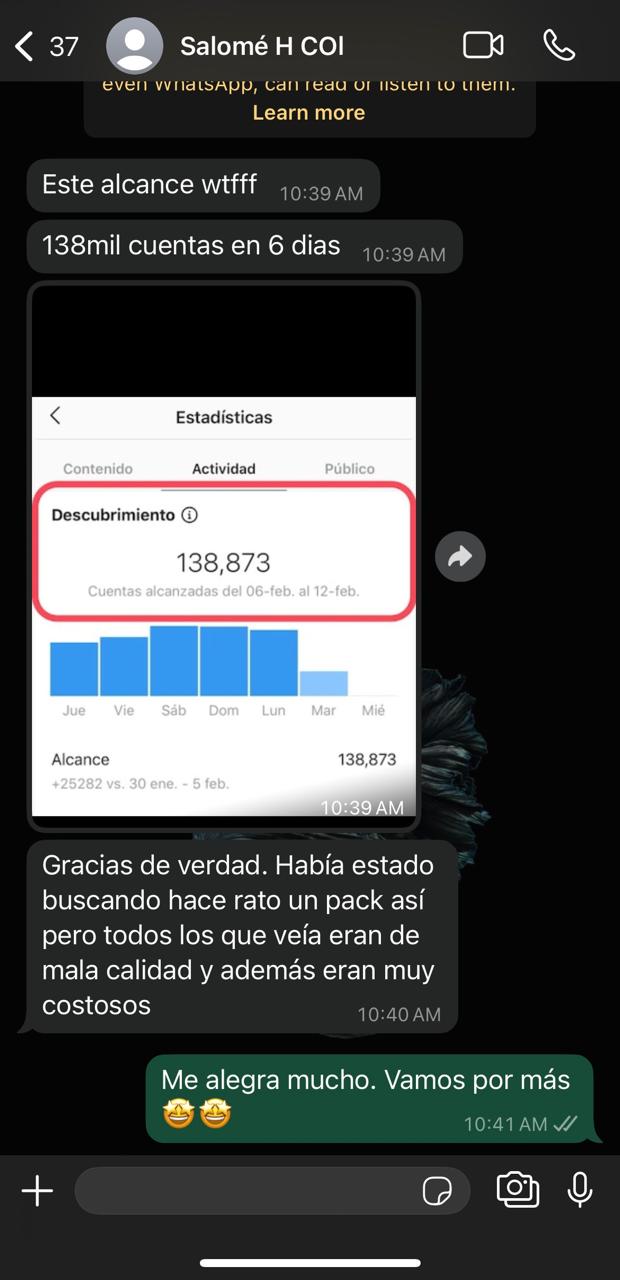 37
Salomé H COl
even WhatsApp, can read or listen to them.
Learn more
Este alcance wtfff 10:39 AM
138mil cuentas en 6 dias 10:39 AM
Estadísticas
Contenido Actividad Público
Descubrimiento
138,873
Cuentas alcanzadas del 06-feb. al 12-feb.
Jue Vie Sáb Dom Lun Mar Mié
Alcance 138,873
+25282 vs. 30 ene. - 5 feb.
10:39 AM
Gracias de verdad. Había estado
buscando hace rato un pack así
pero todos los que veía eran de
mala calidad y además eran muy
costosos 10:40 AM
Me alegra mucho. Vamos por más
🤩🤩 10:41 AM